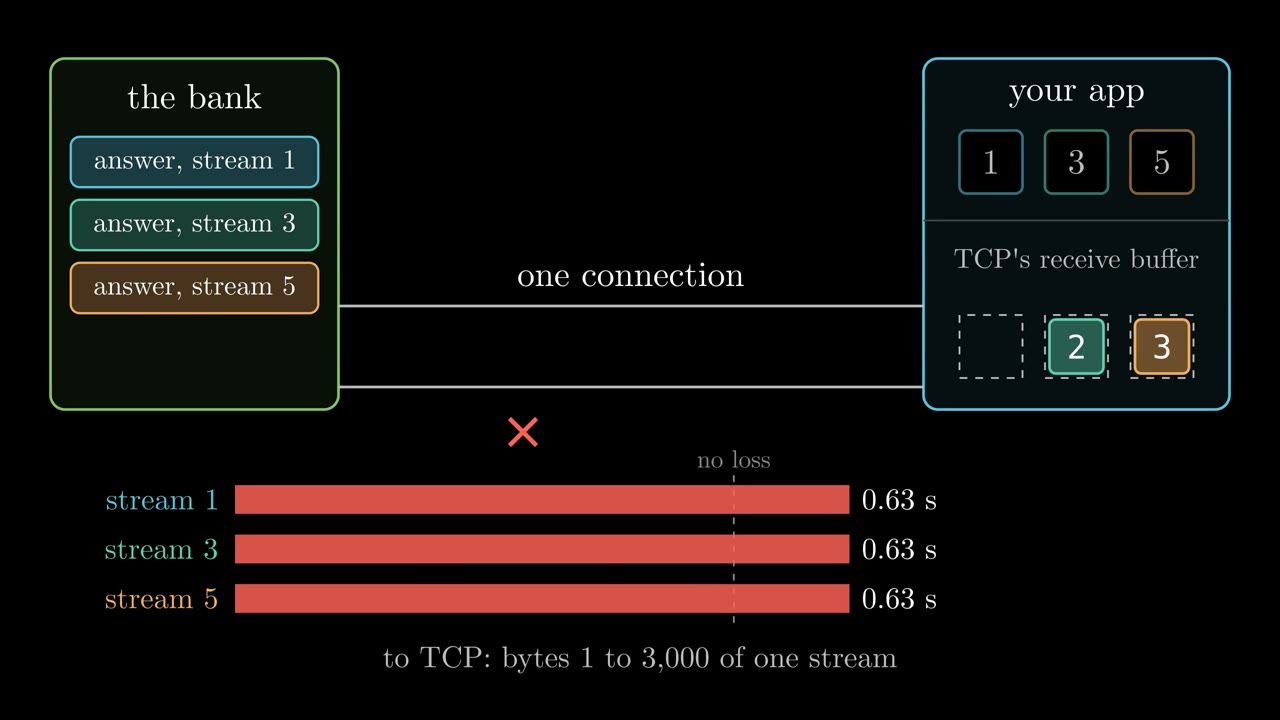 the bank
answer, stream 1
answer, stream 3
answer, stream 5
one connection
your app
1 3 5
TCP's receive buffer
2 3
no loss
stream 1 0.63 s
stream 3 0.63 s
stream 5 0.63 s
to TCP: bytes 1 to 3,000 of one stream